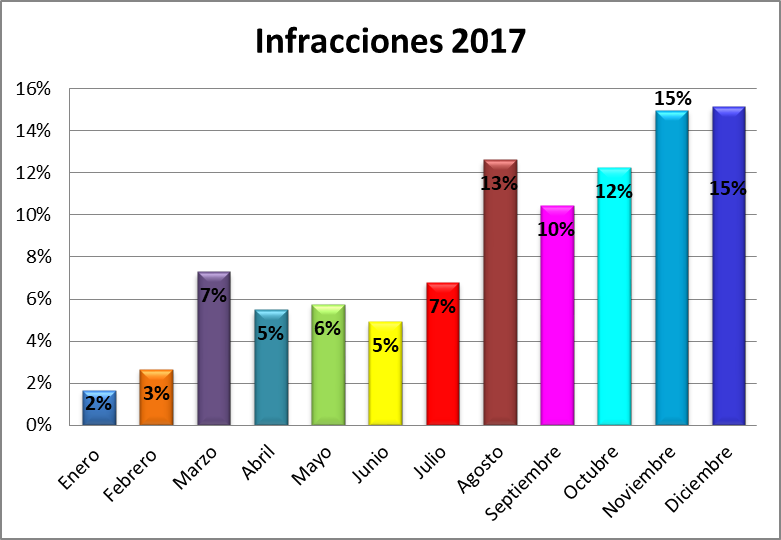 Infracciones 2017
16%
14%
12%
10%
8%
6%
4%
2%
0%
2%
3%
7%
5%
6%
5%
7%
13%
10%
12%
15%
15%
Enero
Febrero
Marzo
Abril
Mayo
Junio
Julio
Agosto
Septiembre
Octubre
Noviembre
Diciembre